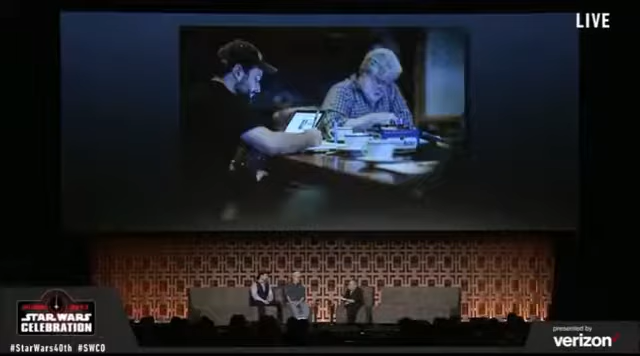 LIVE
STAR WARS
CELEBRATION
#StarWars40th #SWCO
presented by
verizon